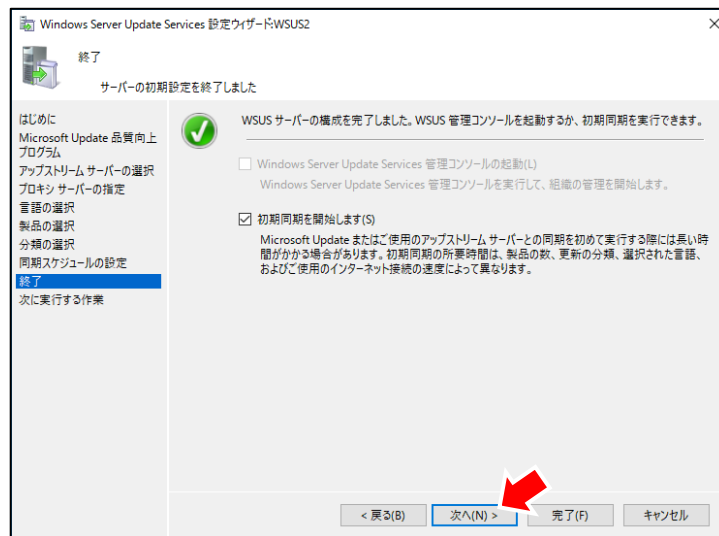 Windows Server Update Services 設定ウィザード:WSUS2
終了
サーバーの初期設定を終了しました
はじめに
Microsoft Update 品質向上
プログラム
アップストリーム サーバーの選択
プロキシ サーバーの指定
言語の選択
製品の選択
分類の選択
同期スケジュールの設定
終了
次に実行する作業
WSUS サーバーの構成を完了しました。WSUS 管理コンソールを起動するか、初期同期を実行できます。
Windows Server Update Services 管理コンソールの起動(L)
Windows Server Update Services 管理コンソールを実行して、組織の管理を開始します。
初期同期を開始します(S)
Microsoft Update またはご使用のアップストリーム サーバーとの同期を初めて実行する際には長い時
間がかかる場合があります。初期同期の所要時間は、製品の数、更新の分類、選択された言語、
およびご使用のインターネット接続の速度によって異なります。
< 戻る(B)
次へ(N) >
完了(F)
キャンセル